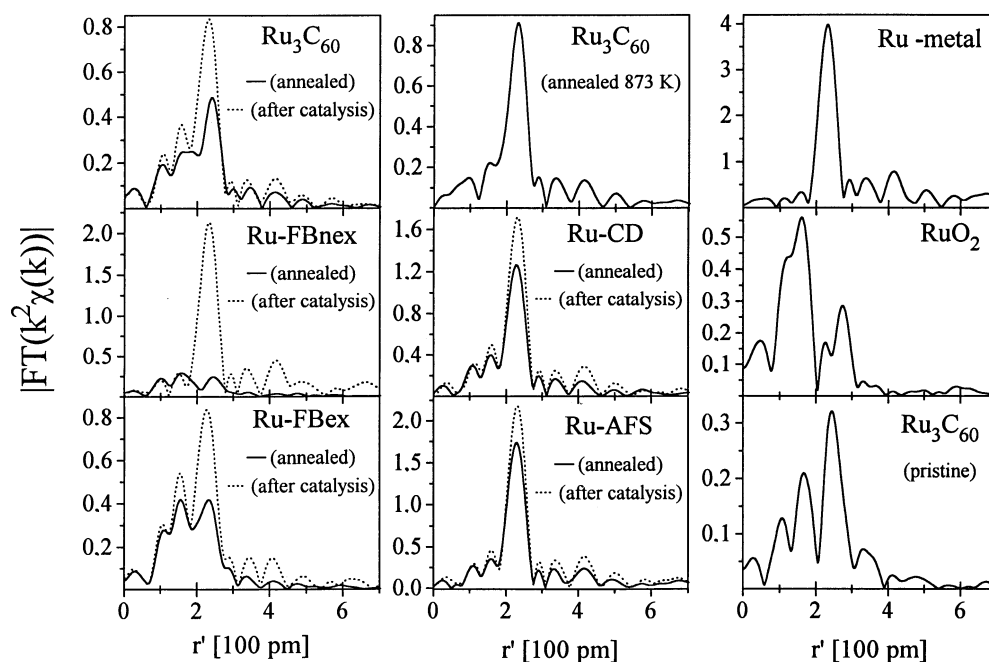 |FT(k²χ(k))|
Ru₃C₆₀
(annealed)
(after catalysis)
0.8
0.6
0.4
0.2
Ru₃C₆₀
(annealed 873 K)
0.8
0.6
0.4
0.2
Ru -metal
4
3
2
1
Ru-FBnex
(annealed)
(after catalysis)
2.0
1.5
1.0
0.5
Ru-CD
(annealed)
(after catalysis)
1.6
1.2
0.8
0.4
RuO₂
0.5
0.4
0.3
0.2
0.1
Ru-FBex
(annealed)
(after catalysis)
0.8
0.6
0.4
0.2
0 2 4 6
r' [100 pm]
Ru-AFS
(annealed)
(after catalysis)
2.0
1.5
1.0
0.5
0.0
0 2 4 6
r' [100 pm]
Ru₃C₆₀
(pristine)
0.3
0.2
0.1
0 2 4 6
r' [100 pm]